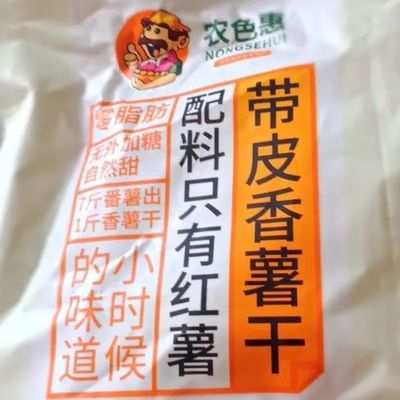 农色惠
NONGSEHUI
带皮香薯干
配料只有红薯
零脂肪
无外加糖
自然甜
7斤番薯出
1斤香薯干
小时候
的味道